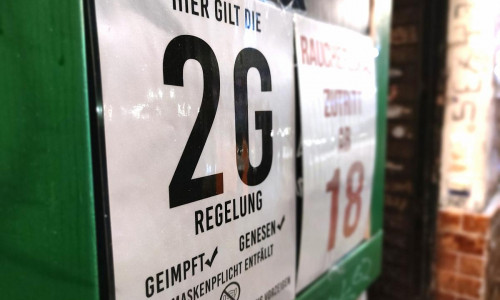 HIER GILT DIE
2G
REGELUNG
GEIMPFT✓ GENESEN✓
MASKENPFLICHT ENTFÄLLT
ZUTRITT
AB
18